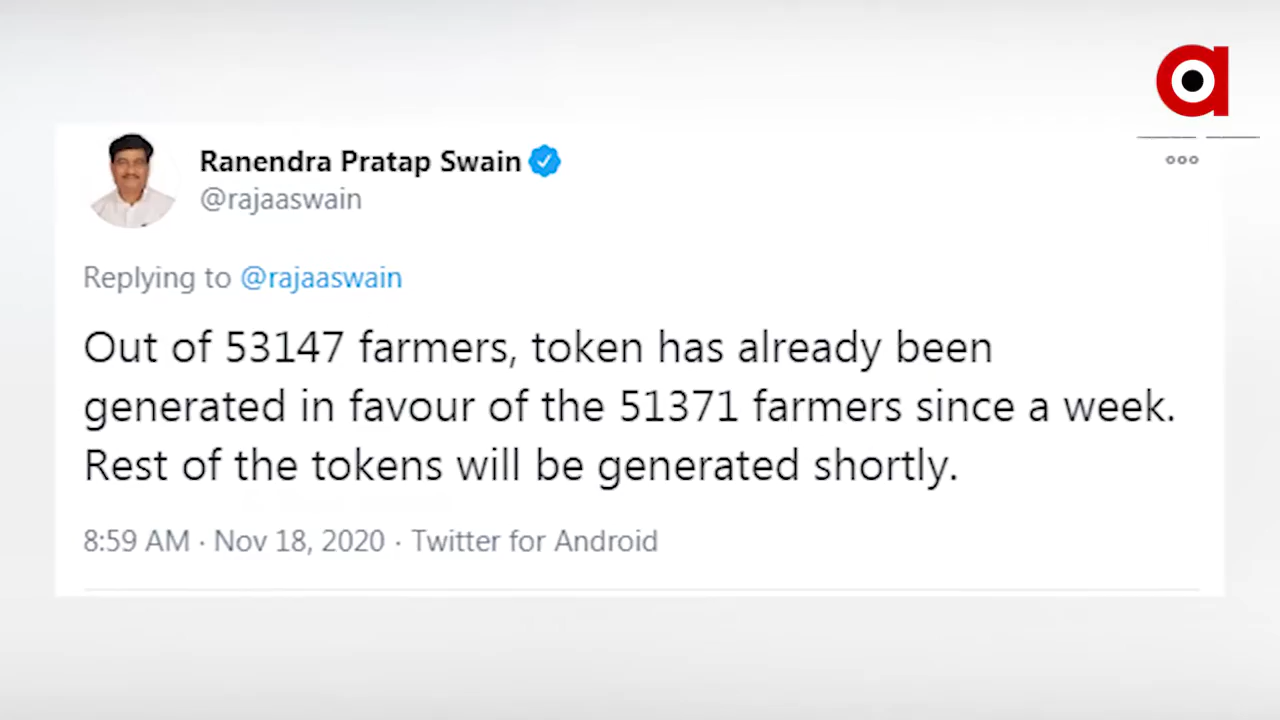 Ranendra Pratap Swain
@rajaaswain
Replying to @rajaaswain
Out of 53147 farmers, token has already been
generated in favour of the 51371 farmers since a week.
Rest of the tokens will be generated shortly.
8:59 AM · Nov 18, 2020 · Twitter for Android